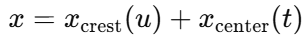 x = x_crest(u) + x_center(t)